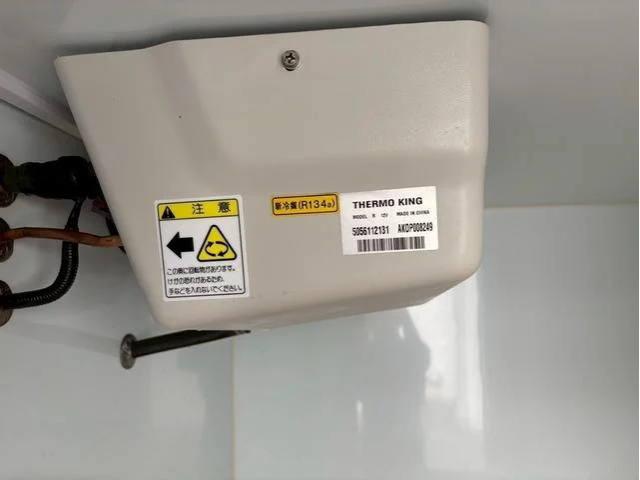 注意
この奥に回転物があります。
けがの恐れがあるため、
手などを入れないでください。
新冷媒(R134a)
THERMO KING
MODEL R 12V MADE IN CHINA
5056112131 AKDP008249